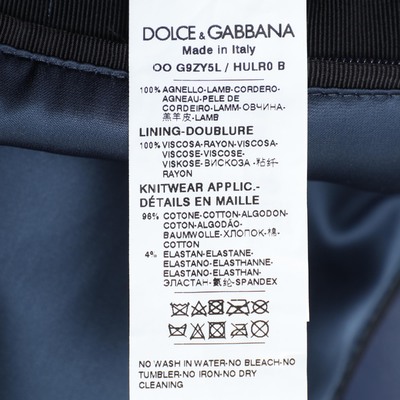 DOLCE & GABBANA
Made in Italy
OO G9ZY5L / HULR0 B
100% AGNELLO-LAMB-CORDERO-
AGNEAU-PELE DE
CORDEIRO-LAMM-ОВЧИНА-
羔羊皮-LAMB
LINING-DOUBLURE
100% VISCOSA-RAYON-VISCOSA-
VISCOSE-VISCOSE-
VISKOSE-ВИСКОЗА-粘纤-
RAYON
KNITWEAR APPLIC.-
DÉTAILS EN MAILLE
96% COTONE-COTTON-ALGODON-
COTON-ALGODÃO-
BAUMWOLLE-ХЛОПОК-棉-
COTTON
4% ELASTAN-ELASTANE-
ELASTANO-ELASTHANNE-
ELASTANO-ELASTHAN-
ЭЛАСТАН-氨纶-SPANDEX
NO WASH IN WATER-NO BLEACH-NO
TUMBLER-NO IRON-NO DRY
CLEANING